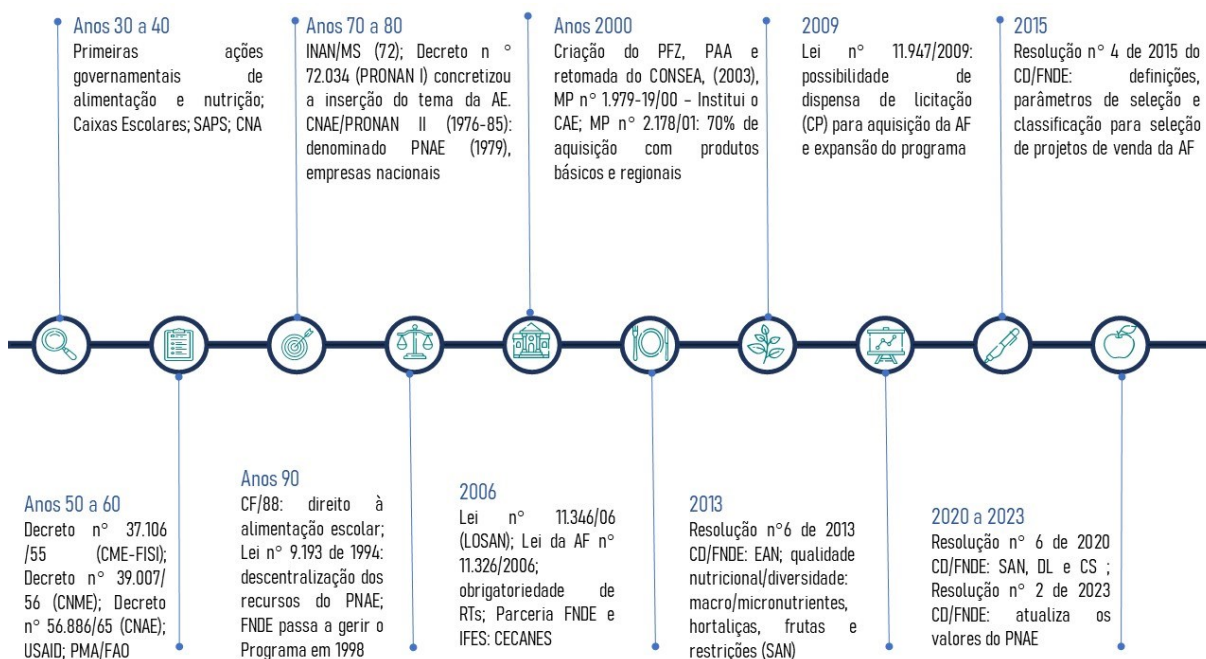 Anos 30 a 40
Primeiras ações
governamentais de
alimentação e nutrição;
Caixas Escolares; SAPS; CNA
Anos 50 a 60
Decreto n° 37.106
/55 (CME-FISI);
Decreto n° 39.007/
56 (CNME); Decreto
n° 56.886/65 (CNAE);
USAID; PMA/FAO
Anos 70 a 80
INAN/MS (72); Decreto n °
72.034 (PRONAN I) concretizou
a inserção do tema da AE.
CNAE/PRONAN II (1976-85):
denominado PNAE (1979),
empresas nacionais
Anos 90
CF/88: direito à
alimentação escolar;
Lei n° 9.193 de 1994:
descentralização dos
recursos do PNAE;
FNDE passa a gerir o
Programa em 1998
Anos 2000
Criação do PFZ, PAA e
retomada do CONSEA, (2003),
MP n° 1.979-19/00 – Institui o
CAE; MP n° 2.178/01: 70% de
aquisição com produtos
básicos e regionais
2006
Lei n° 11.346/06
(LOSAN); Lei da AF n°
11.326/2006;
obrigatoriedade de
RTs; Parceria FNDE e
IFES: CECANES
2009
Lei n° 11.947/2009:
possibilidade de
dispensa de licitação
(CP) para aquisição da AF
e expansão do programa
2013
Resolução n°6 de 2013
CD/FNDE: EAN; qualidade
nutricional/diversidade:
macro/micronutrientes,
hortaliças, frutas e
restrições (SAN)
2015
Resolução n° 4 de 2015 do
CD/FNDE: definições,
parâmetros de seleção e
classificação para seleção
de projetos de venda da AF
2020 a 2023
Resolução n° 6 de 2020
CD/FNDE: SAN, DL e CS ;
Resolução n° 2 de 2023
CD/FNDE: atualiza os
valores do PNAE